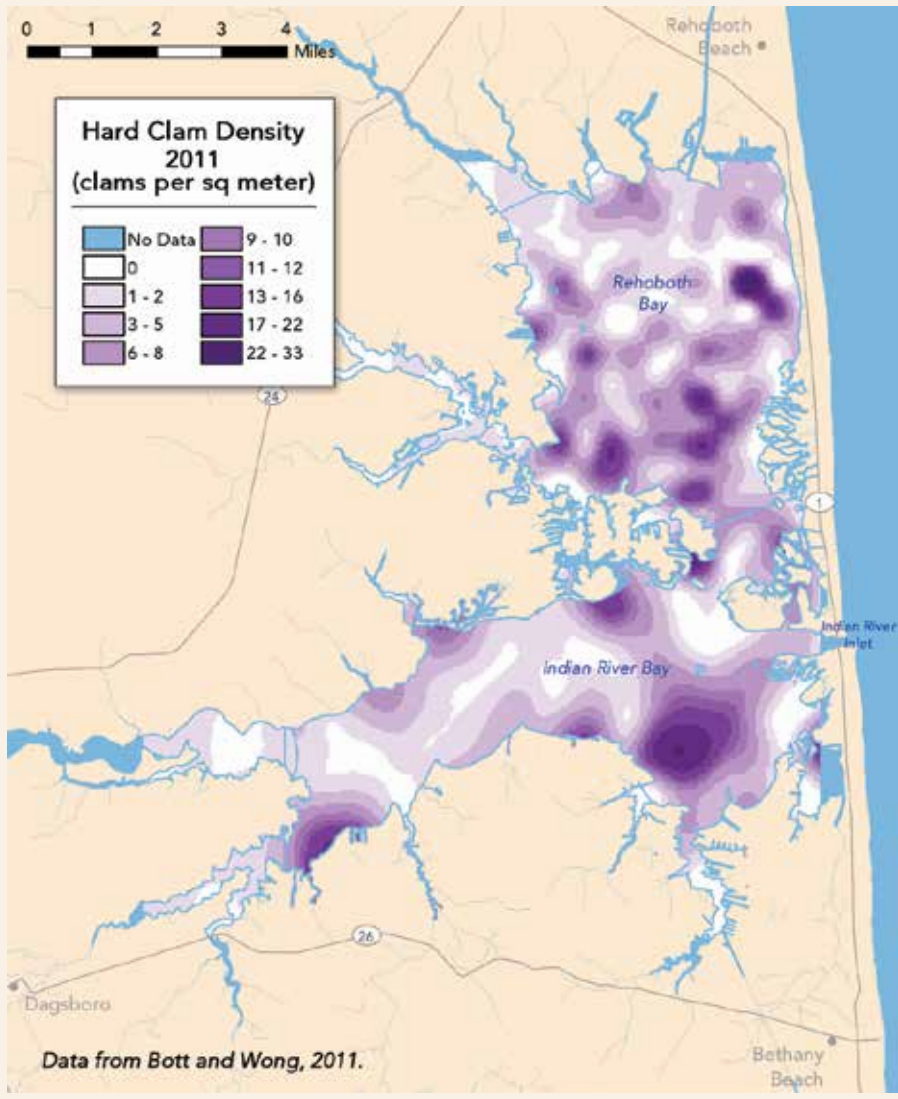 0 1 2 3 4
Miles
Rehoboth
Beach
Hard Clam Density
2011
(clams per sq meter)
No Data
0
1 - 2
3 - 5
6 - 8
9 - 10
11 - 12
13 - 16
17 - 22
22 - 33
Rehoboth
Bay
24
1
Indian River
Inlet
Indian River Bay
26
Dagsboro
Data from Bott and Wong, 2011.
Bethany
Beach